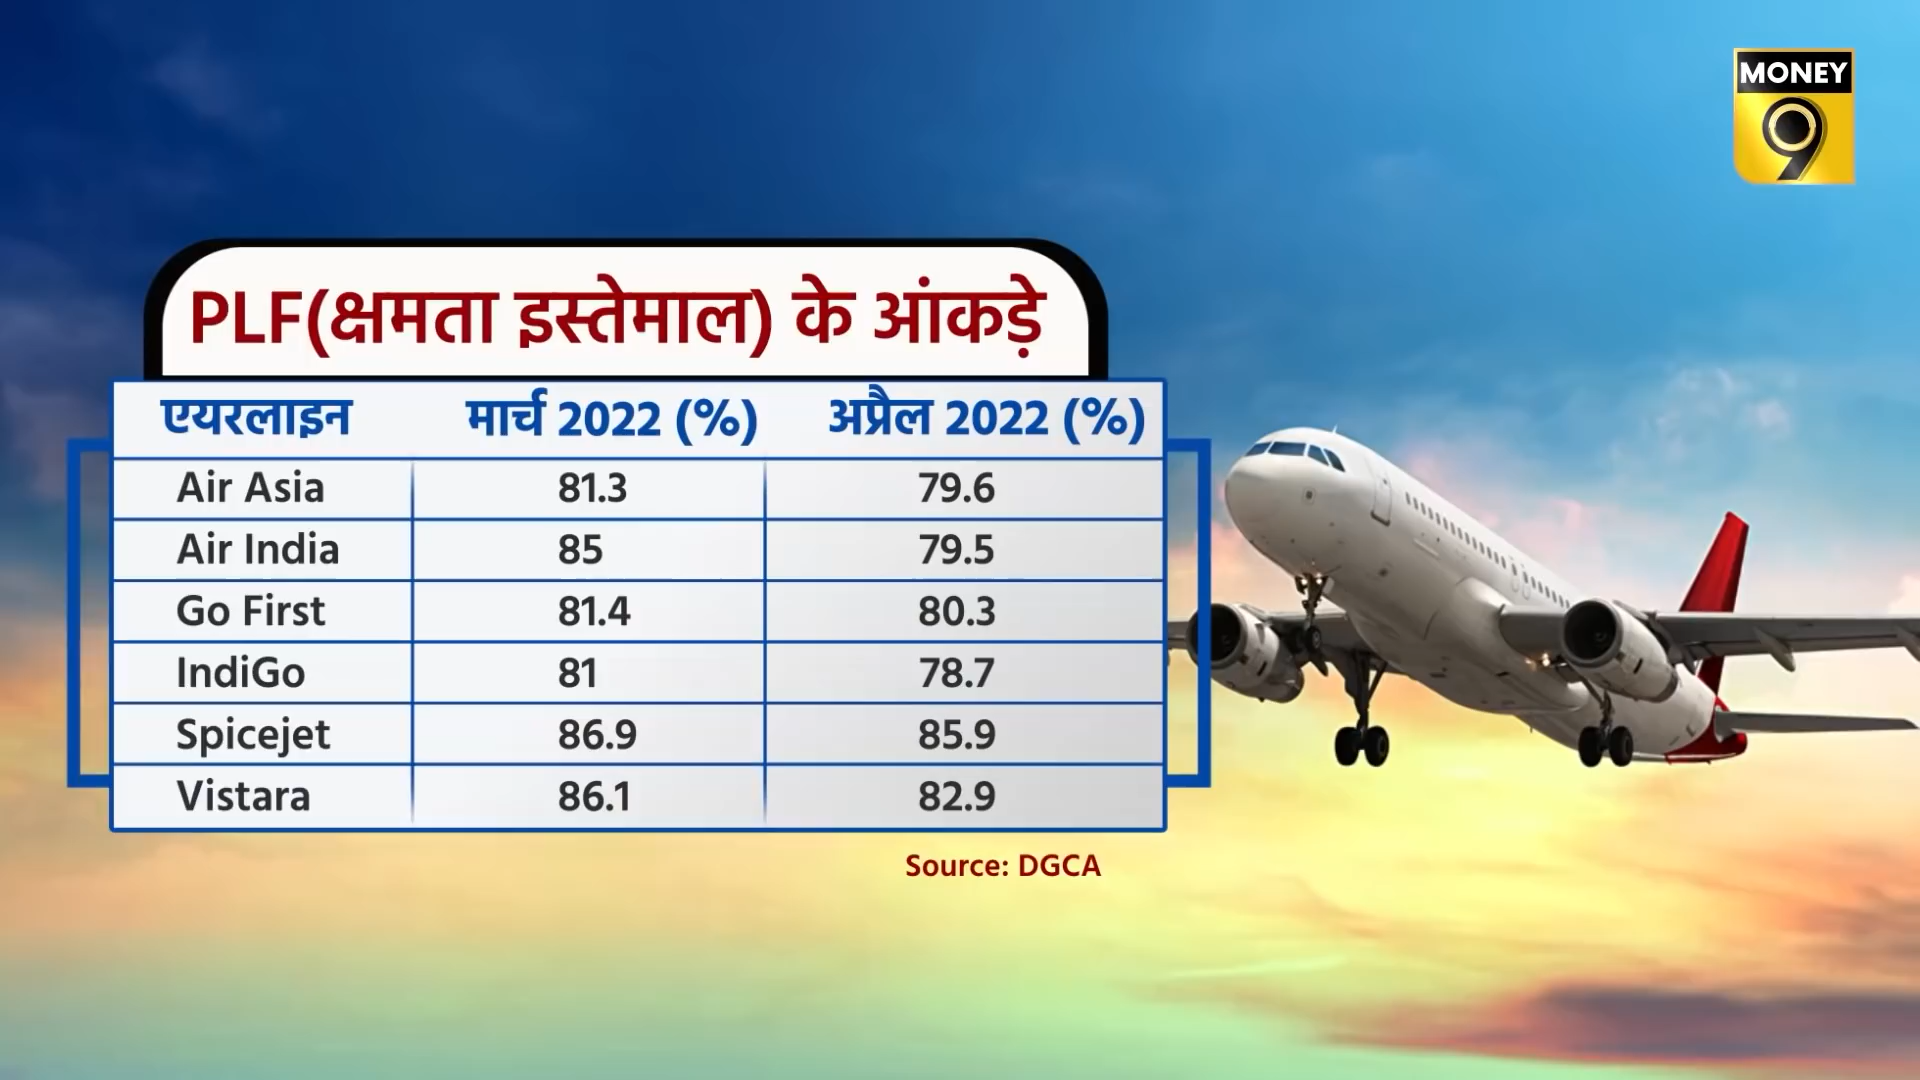 MONEY
9
PLF(क्षमता इस्तेमाल) के आंकड़े
एयरलाइन मार्च 2022 (%) अप्रैल 2022 (%)
Air Asia 81.3 79.6
Air India 85 79.5
Go First 81.4 80.3
IndiGo 81 78.7
Spicejet 86.9 85.9
Vistara 86.1 82.9
Source: DGCA